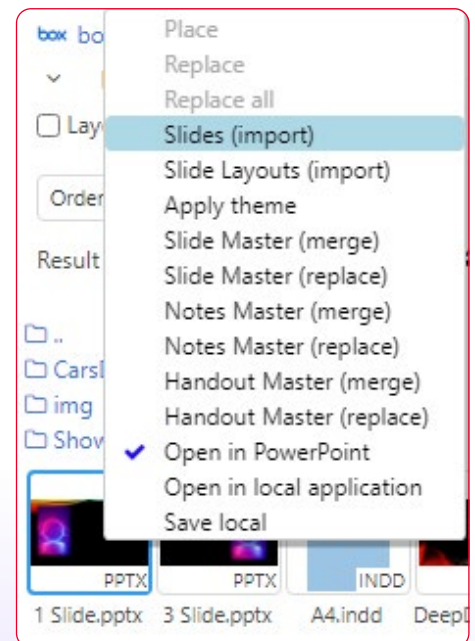 box bo
Place
Replace
Replace all
Lay
Slides (import)
Slide Layouts (import)
Order
Apply theme
Slide Master (merge)
Result
Slide Master (replace)
Notes Master (merge)
..
Notes Master (replace)
Cars
Handout Master (merge)
img
Handout Master (replace)
Show
Open in PowerPoint
Open in local application
Save local
PPTX PPTX INDD
1 Slide.pptx 3 Slide.pptx A4.indd Deep